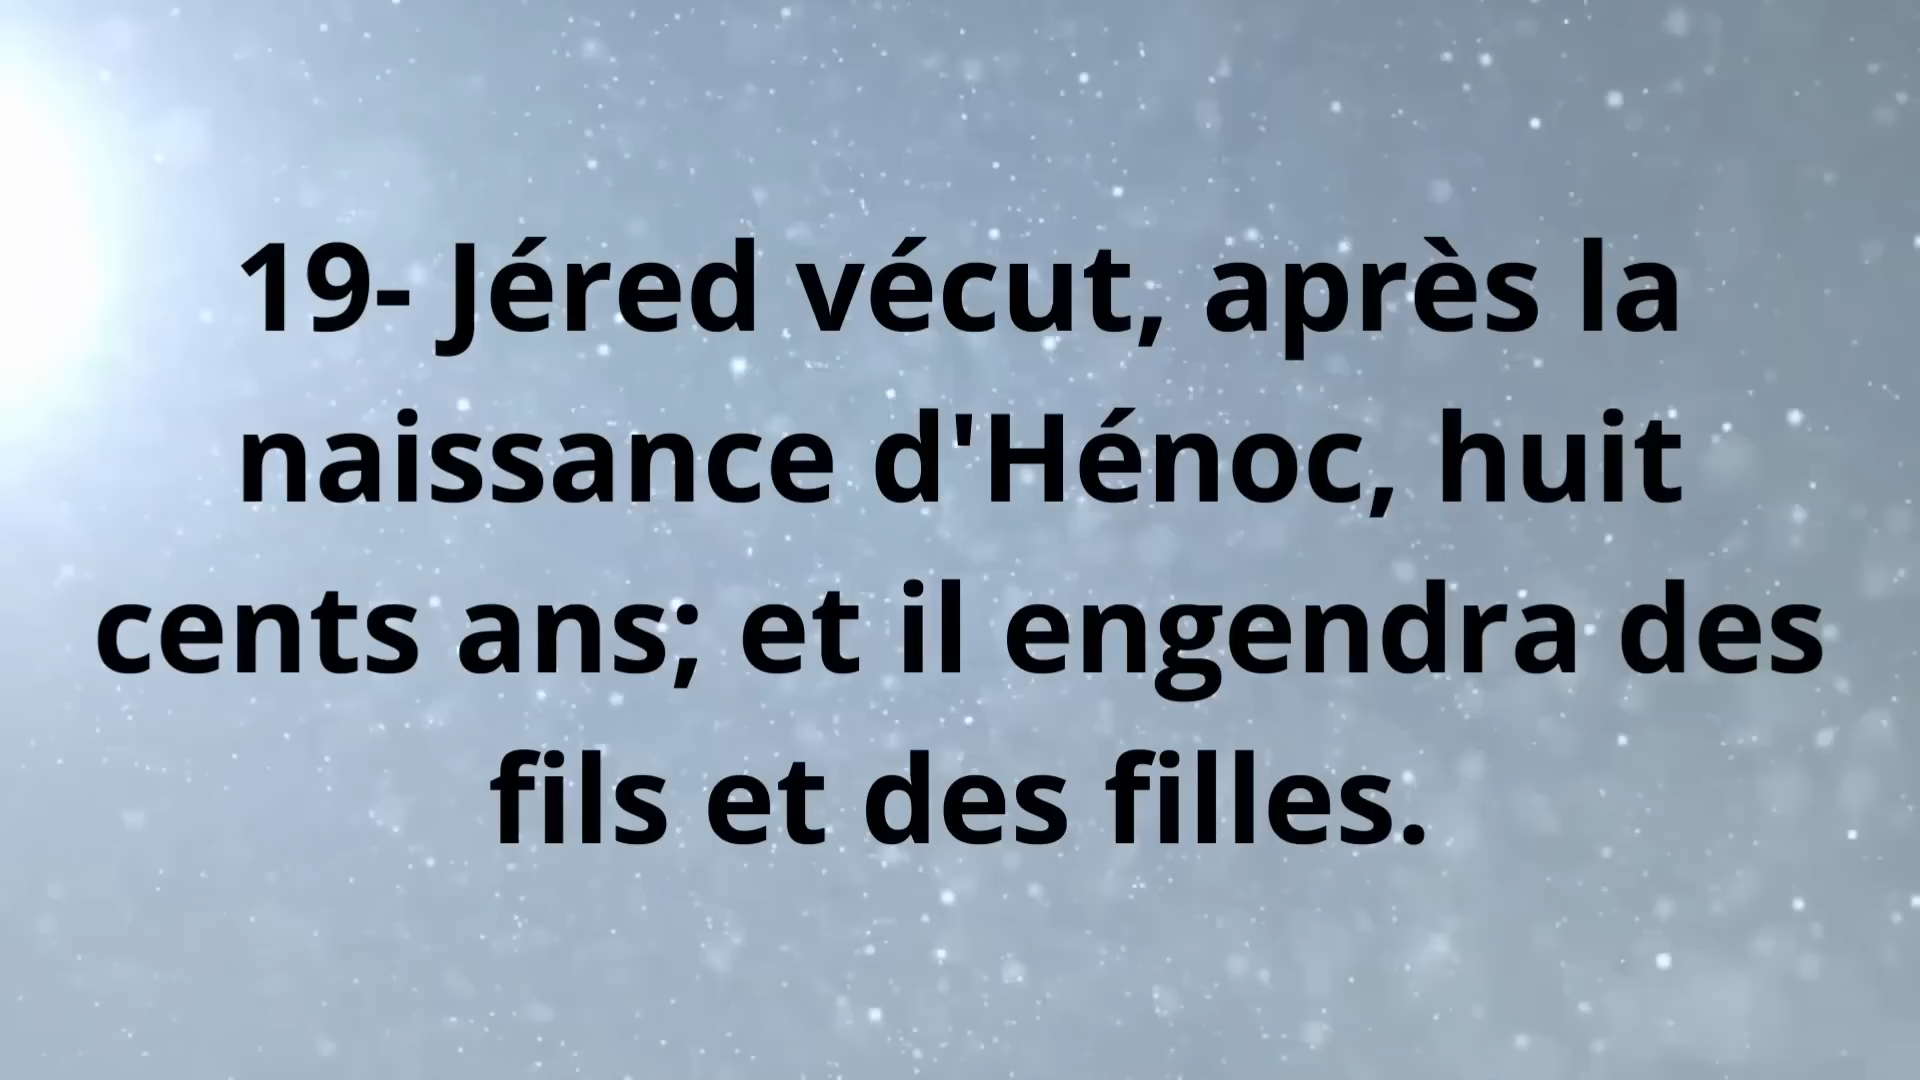 19- Jéred vécut, après la
naissance d'Hénoc, huit
cents ans; et il engendra des
fils et des filles.